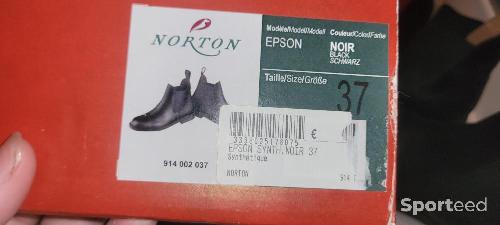 NORTON
Modèle/Model/Modell
EPSON
Couleur/Color/Farbe
NOIR
BLACK
SCHWARZ
Taille/Size/Größe
37
914 002 037
€
EPSON SYNTH.NOIR 37
Synthétique
NORTON
914
Sporteed